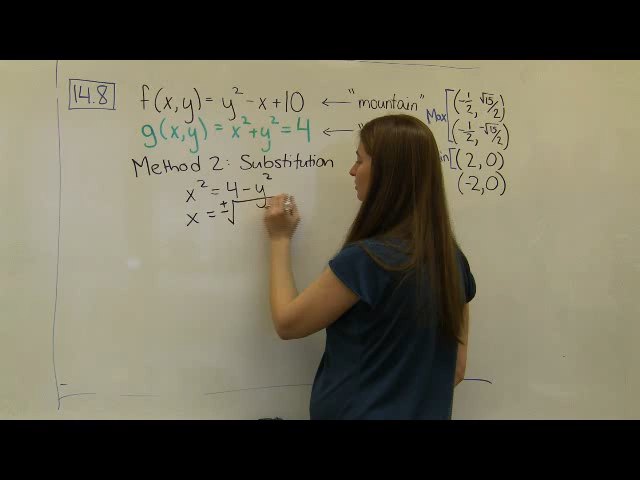 14.8
f(x,y) = y² - x + 10 ← "mountain"
g(x,y) = x² + y² = 4 ← "
Method 2: Substitution
x² = 4 - y²
x = ±√
Max [(-1/2, √15/2)
(-1/2, -√15/2)
in [(2, 0)
(-2, 0)